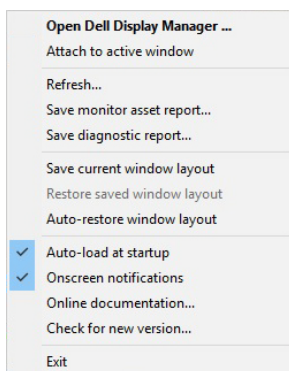 Open Dell Display Manager ...
Attach to active window
Refresh...
Save monitor asset report...
Save diagnostic report...
Save current window layout
Restore saved window layout
Auto-restore window layout
Auto-load at startup
Onscreen notifications
Online documentation...
Check for new version...
Exit